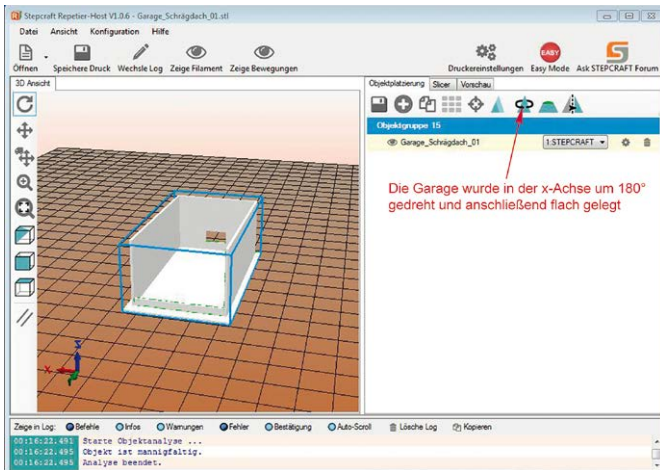 Stepcraft Repetier-Host V1.0.6 - Garage_Schrägdach_01.stl
Datei Ansicht Konfiguration Hilfe
EASY
Öffnen Speichere Druck Wechsle Log Zeige Filament Zeige Bewegungen Druckereinstellungen Easy Mode Ask STEPCRAFT Forum
3D Ansicht Objektplatzierung Slicer Vorschau
Objektgruppe 15
Garage_Schrägdach_01 1:STEPCRAFT
Die Garage wurde in der x-Achse um 180°
gedreht und anschließend flach gelegt
Z
X
Zeige in Log: Befehle Infos Warnungen Fehler Bestätigung Auto-Scroll Lösche Log Kopieren
00:16:22.491 Starte Objektanalyse ...
00:16:22.495 Objekt ist mannigfaltig.
00:16:22.495 Analyse beendet.